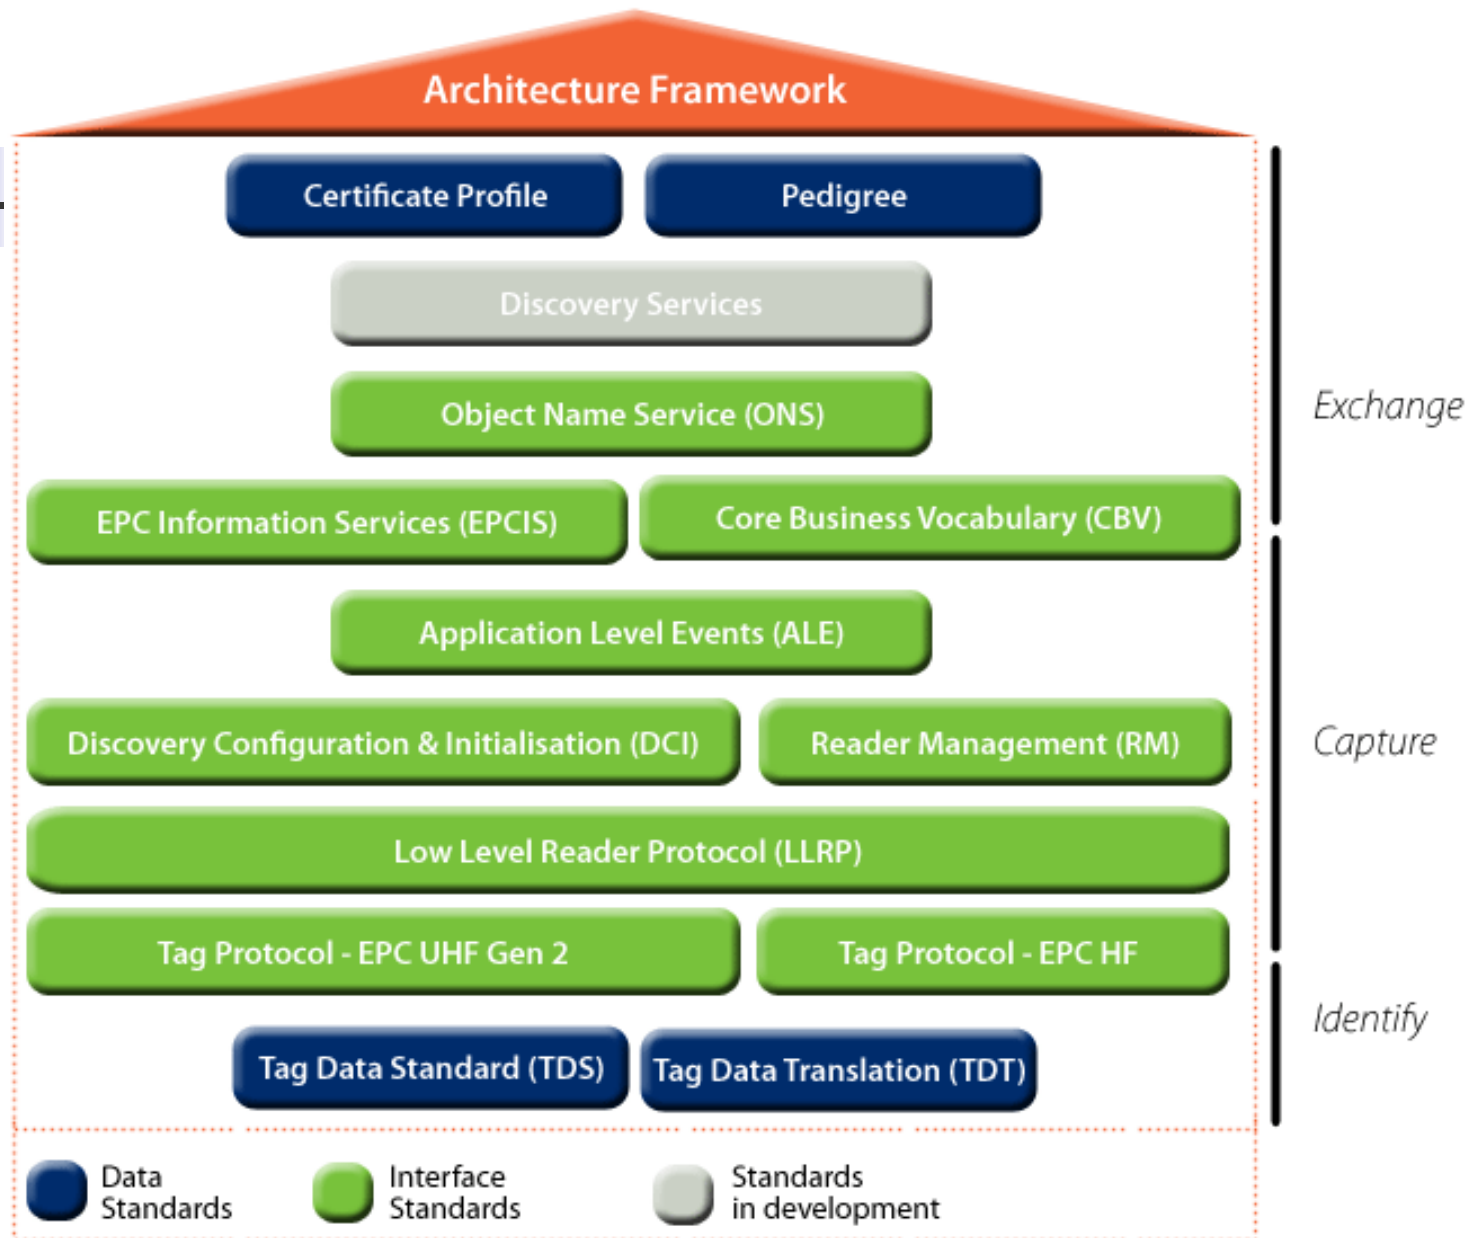 Architecture Framework
Certificate Profile
Pedigree
Discovery Services
Object Name Service (ONS)
Exchange
EPC Information Services (EPCIS)
Core Business Vocabulary (CBV)
Application Level Events (ALE)
Discovery Configuration & Initialisation (DCI)
Reader Management (RM)
Capture
Low Level Reader Protocol (LLRP)
Tag Protocol - EPC UHF Gen 2
Tag Protocol - EPC HF
Identify
Tag Data Standard (TDS)
Tag Data Translation (TDT)
Data
Standards
Interface
Standards
Standards
in development